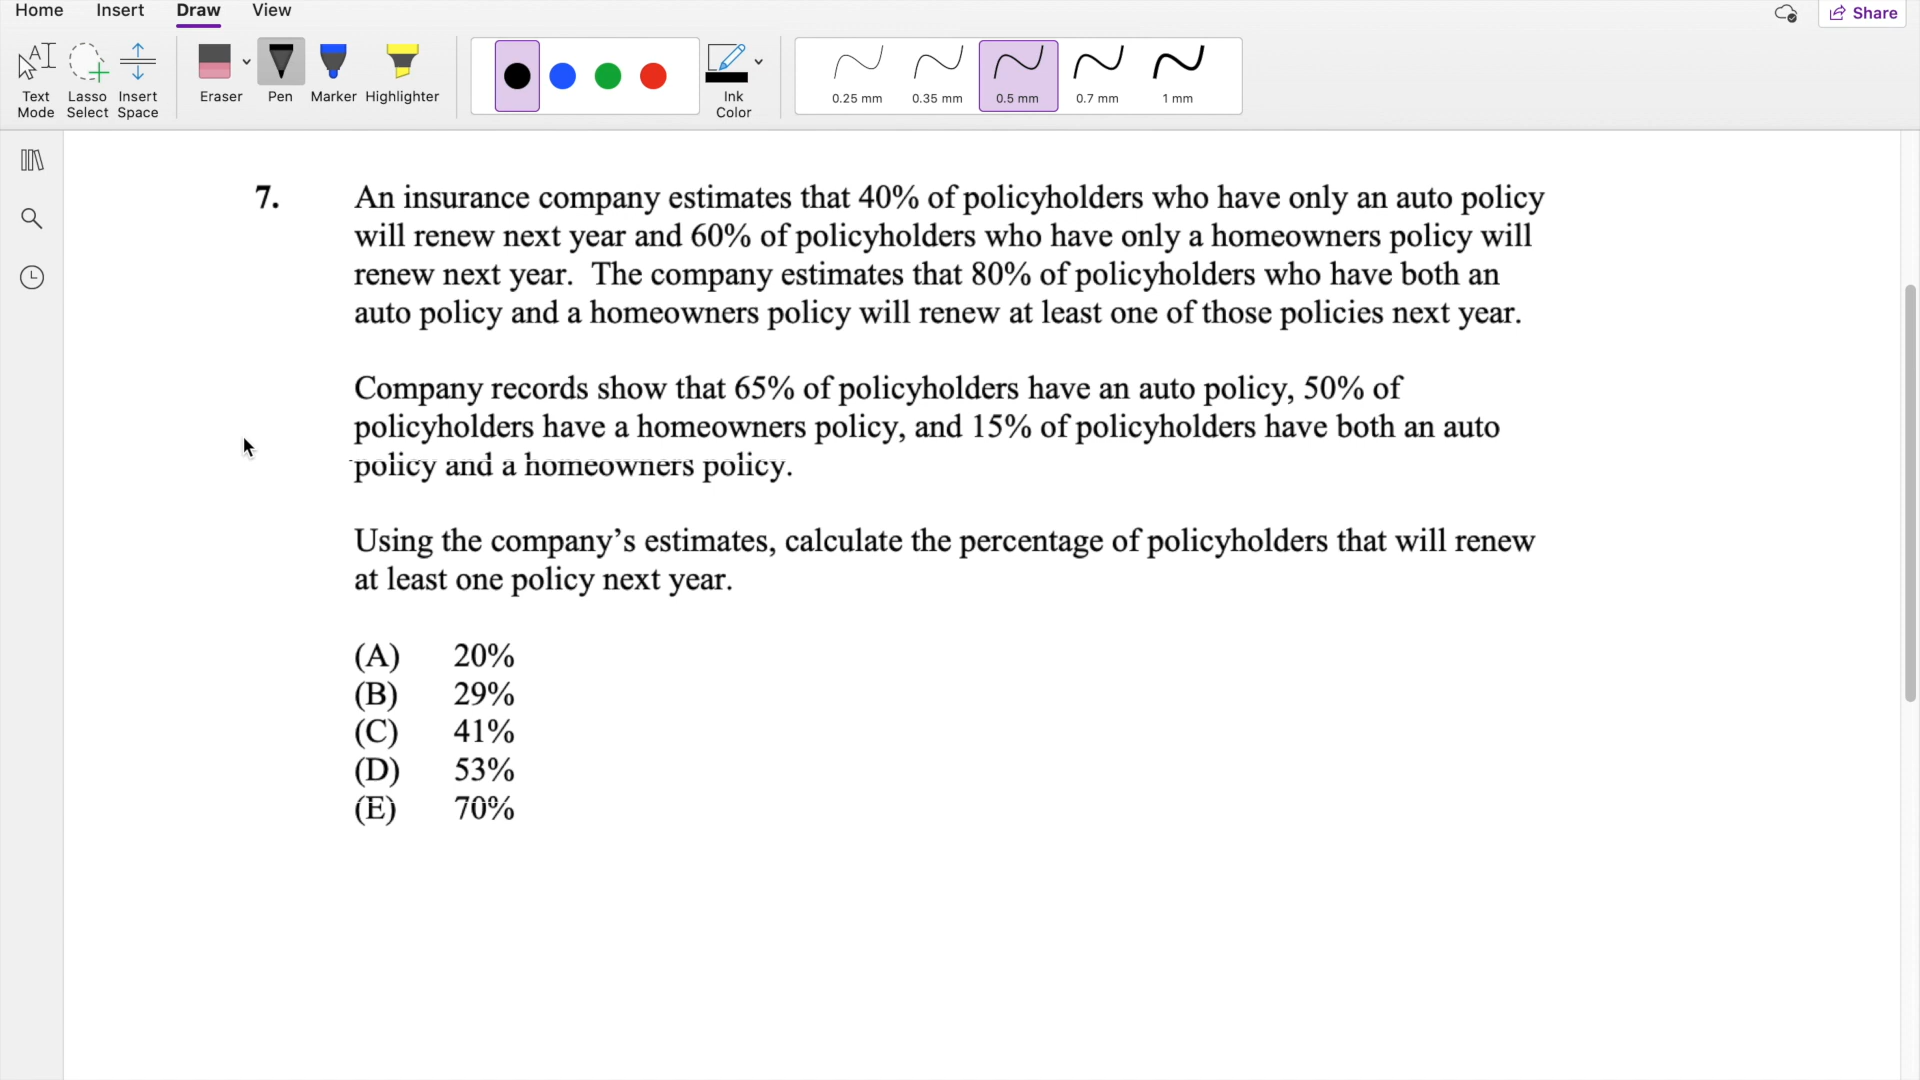 Home Insert Draw View
Share
Text Mode
Lasso Select
Insert Space
Eraser
Pen
Marker
Highlighter
Ink Color
0.25 mm
0.35 mm
0.5 mm
0.7 mm
1 mm
7. An insurance company estimates that 40% of policyholders who have only an auto policy
will renew next year and 60% of policyholders who have only a homeowners policy will
renew next year. The company estimates that 80% of policyholders who have both an
auto policy and a homeowners policy will renew at least one of those policies next year.
Company records show that 65% of policyholders have an auto policy, 50% of
policyholders have a homeowners policy, and 15% of policyholders have both an auto
policy and a homeowners policy.
Using the company’s estimates, calculate the percentage of policyholders that will renew
at least one policy next year.
(A) 20%
(B) 29%
(C) 41%
(D) 53%
(E) 70%